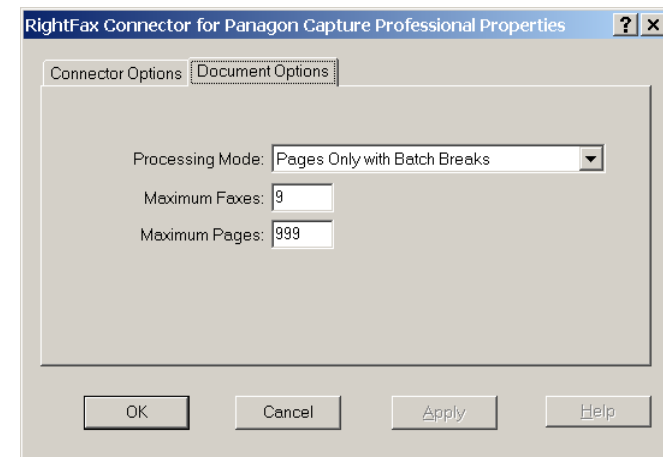 RightFax Connector for Panagon Capture Professional Properties
Connector Options Document Options
Processing Mode: Pages Only with Batch Breaks
Maximum Faxes: 9
Maximum Pages: 999
OK Cancel Apply Help